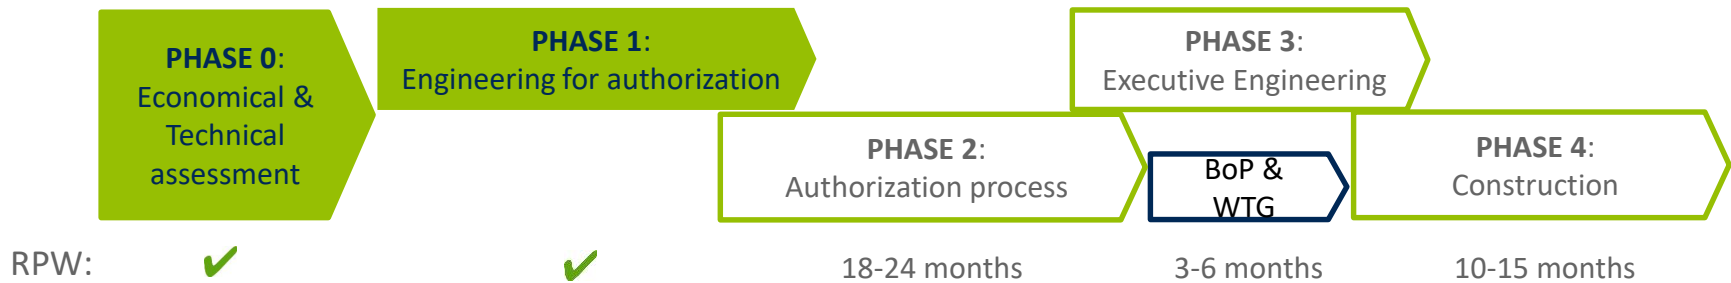 PHASE 0:
Economical &
Technical
assessment
PHASE 1:
Engineering for authorization
PHASE 2:
Authorization process
PHASE 3:
Executive Engineering
BoP &
WTG
PHASE 4:
Construction
RPW:
✔
✔
18-24 months
3-6 months
10-15 months